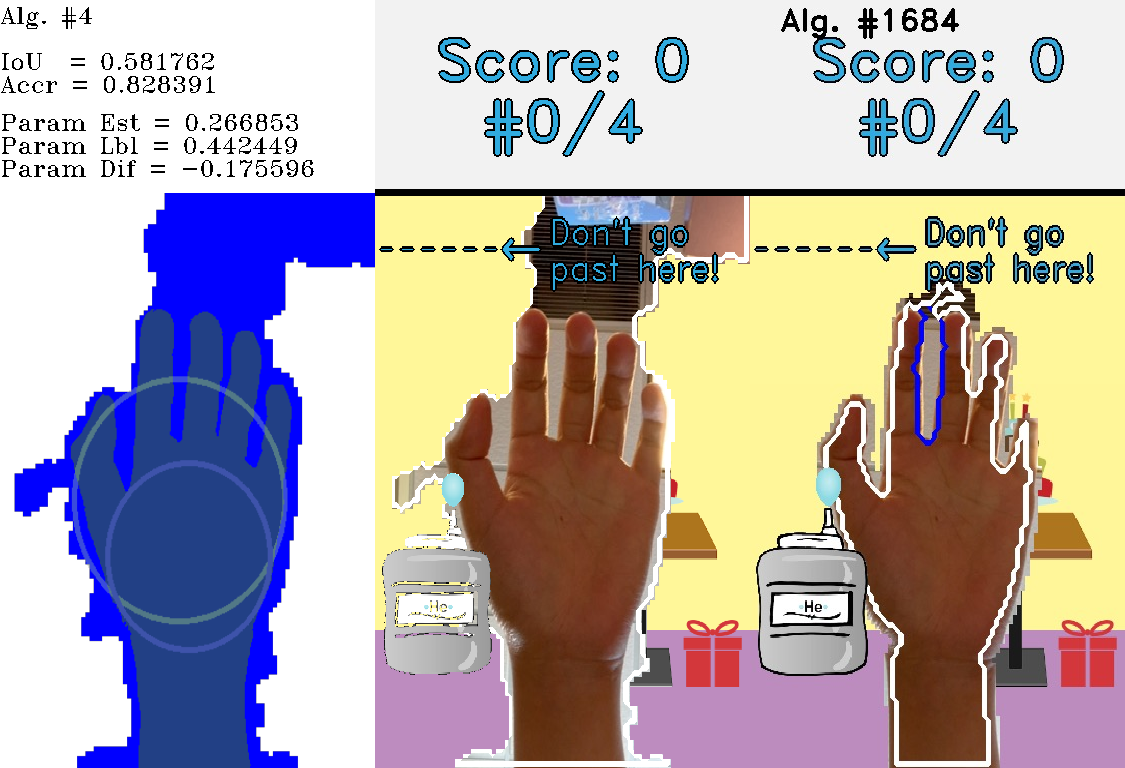 Alg. #4
IoU = 0.581762
Accr = 0.828391
Param Est = 0.266853
Param Lbl = 0.442449
Param Dif = -0.175596
Score: 0
#0/4
Don't go
past here!
He
Alg. #1684
Score: 0
#0/4
Don't go
past here!
He